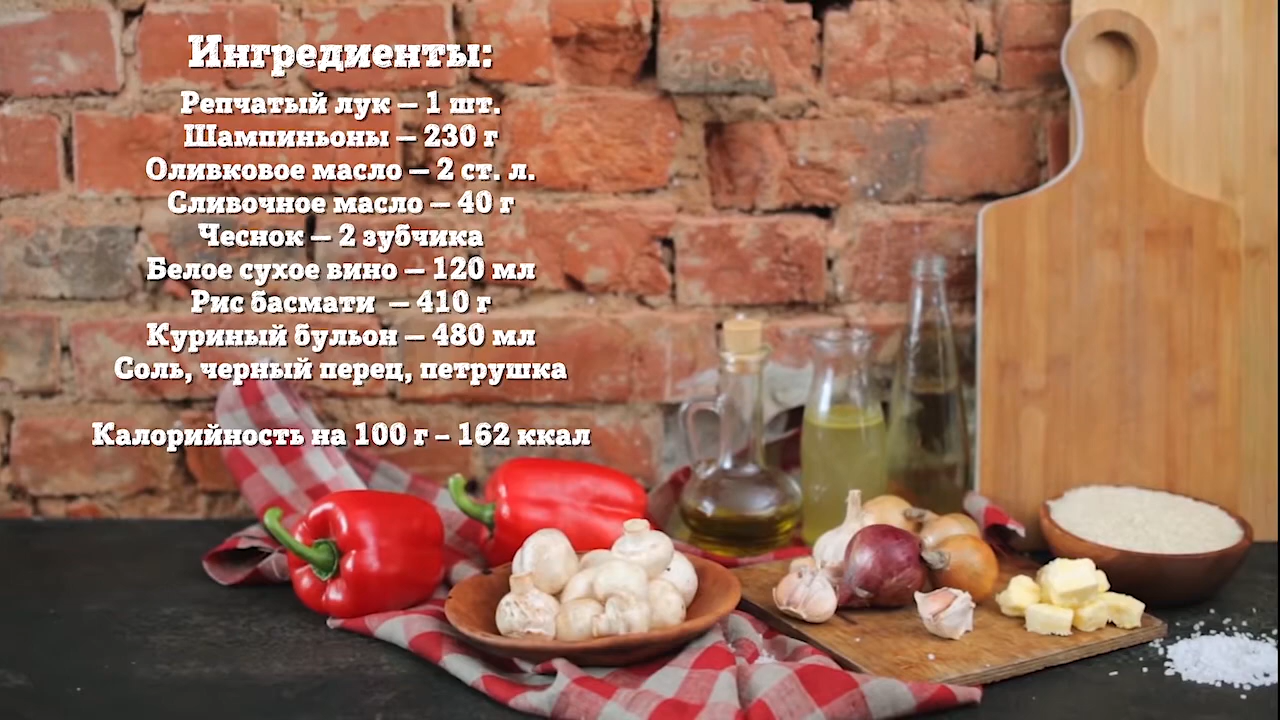 Ингредиенты:
Репчатый лук – 1 шт.
Шампиньоны – 230 г
Оливковое масло – 2 ст. л.
Сливочное масло – 40 г
Чеснок – 2 зубчика
Белое сухое вино – 120 мл
Рис басмати – 410 г
Куриный бульон – 480 мл
Соль, черный перец, петрушка
Калорийность на 100 г – 162 ккал